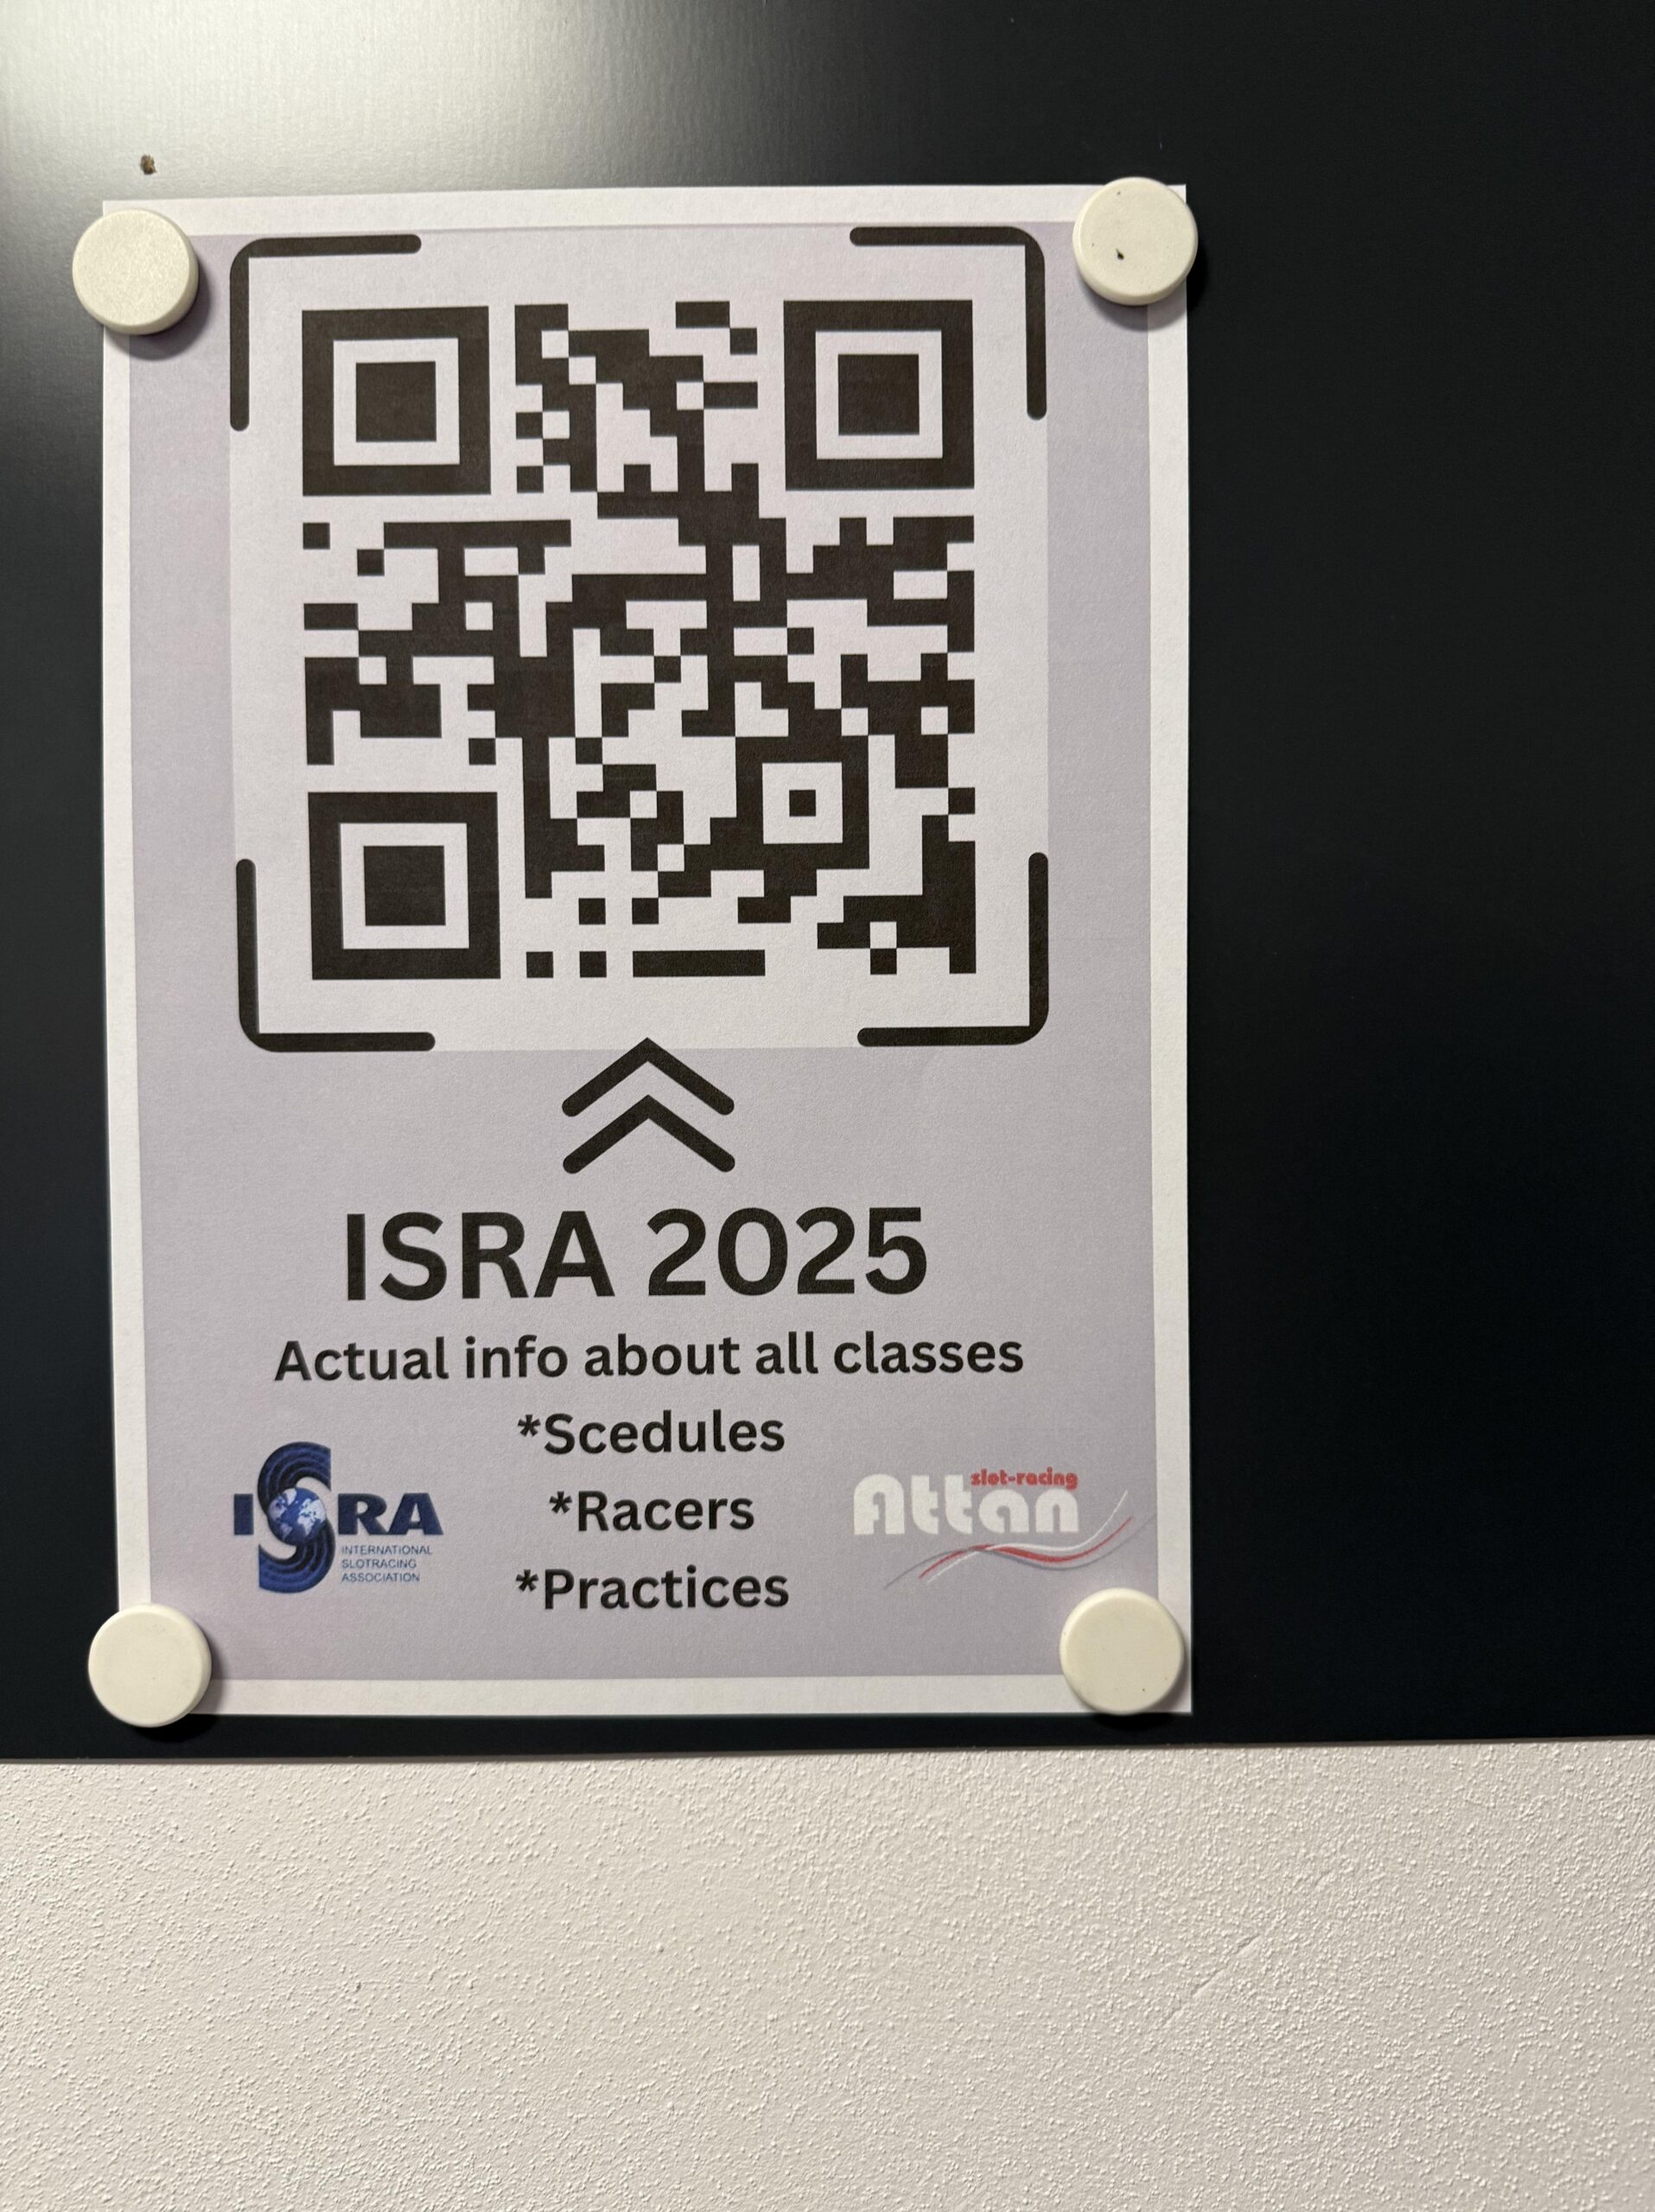 ISRA 2025
Actual info about all classes
*Scedules
*Racers
*Practices
ISRA
INTERNATIONAL
SLOTRACING
ASSOCIATION
slot-racing
Attan